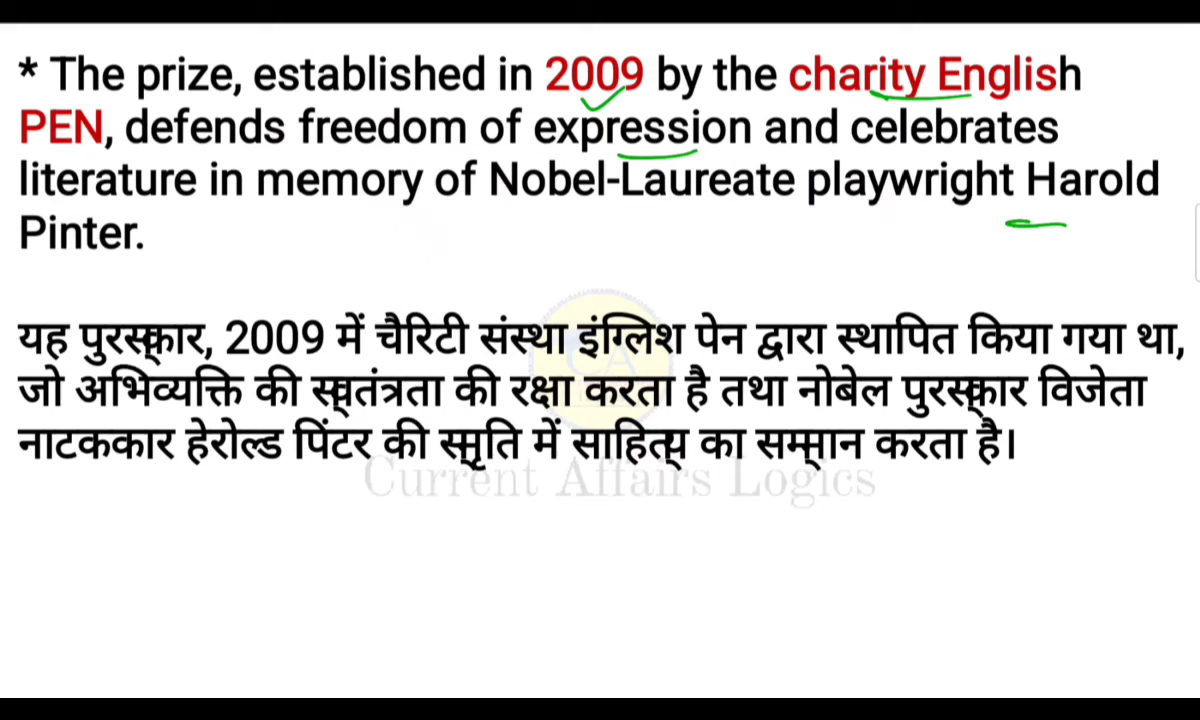 * The prize, established in 2009 by the charity English
PEN, defends freedom of expression and celebrates
literature in memory of Nobel-Laureate playwright Harold
Pinter.
यह पुरस्कार, 2009 में चैरिटी संस्था इंग्लिश पेन द्वारा स्थापित किया गया था,
जो अभिव्यक्ति की स्वतंत्रता की रक्षा करता है तथा नोबेल पुरस्कार विजेता
नाटककार हेरोल्ड पिंटर की स्मृति में साहित्य का सम्मान करता है।
CA
Current Affairs Logics